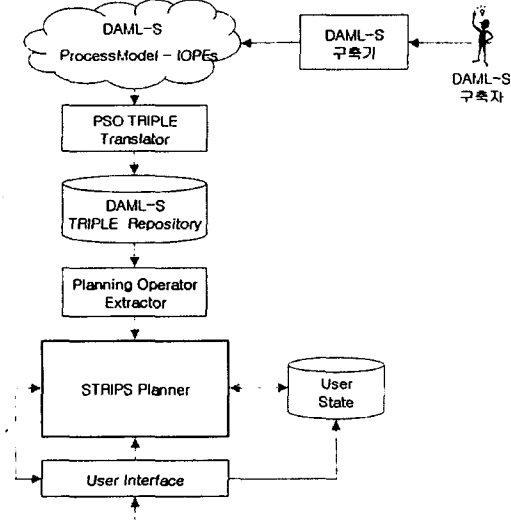 DAML-S
ProcessModel - IOPEs
DAML-S
구축기
DAML-S
구축자
PSO TRIPLE
Translator
DAML-S
TRIPLE Repository
Planning Operator
Extractor
STRIPS Planner
User
State
User Interface